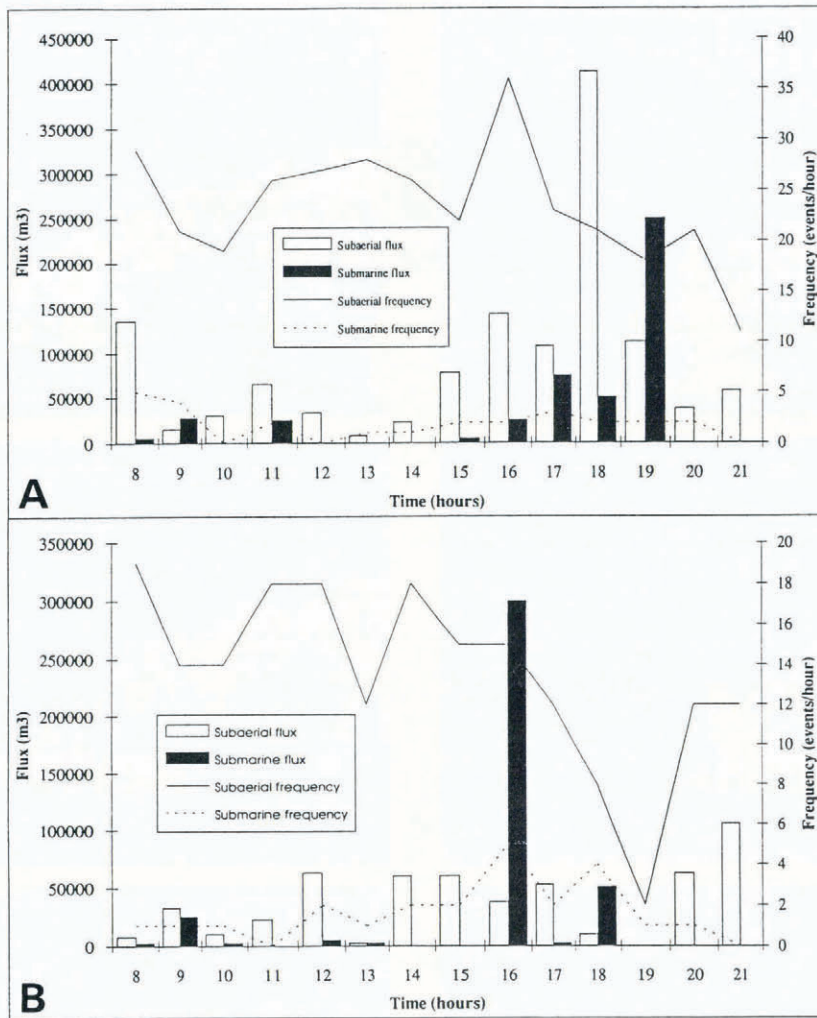 450000
400000
350000
300000
250000
200000
150000
100000
50000
0
Flux (m3)
40
35
30
25
20
15
10
5
0
Frequency (events/hour)
Subaerial flux
Submarine flux
Subaerial frequency
Submarine frequency
8 9 10 11 12 13 14 15 16 17 18 19 20 21
Time (hours)
A
350000
300000
250000
200000
150000
100000
50000
0
Flux (m3)
20
18
16
14
12
10
8
6
4
2
0
Frequency (events/hour)
Subaerial flux
Submarine flux
Subaerial frequency
Submarine frequency
8 9 10 11 12 13 14 15 16 17 18 19 20 21
Time (hours)
B